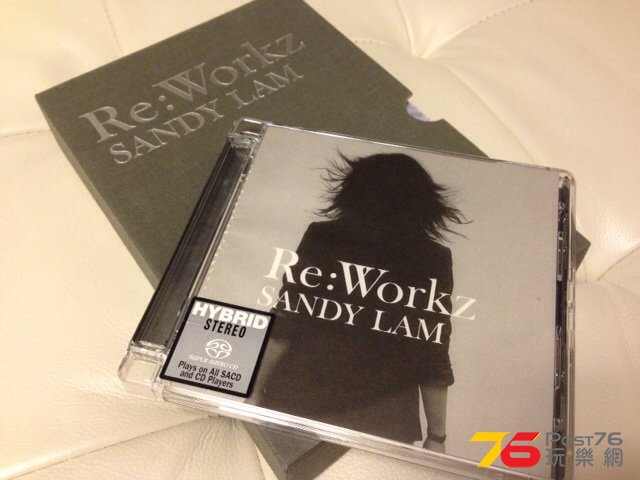 Re:Workz
SANDY LAM
Re:Workz
SANDY LAM
HYBRID
STEREO
SUPER AUDIO CD
Plays on All SACD
and CD Players
76 POST76
玩樂網